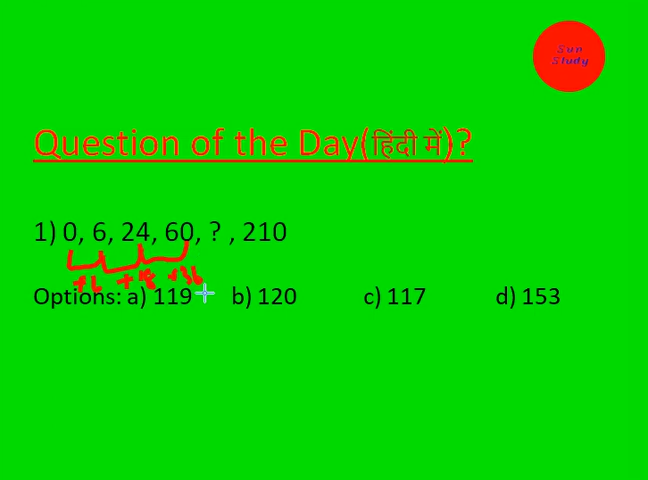 Sun
Study
Question of the Day(हिंदी में)?
1) 0, 6, 24, 60, ? , 210
+6 +18 +36
Options: a) 119 b) 120 c) 117 d) 153